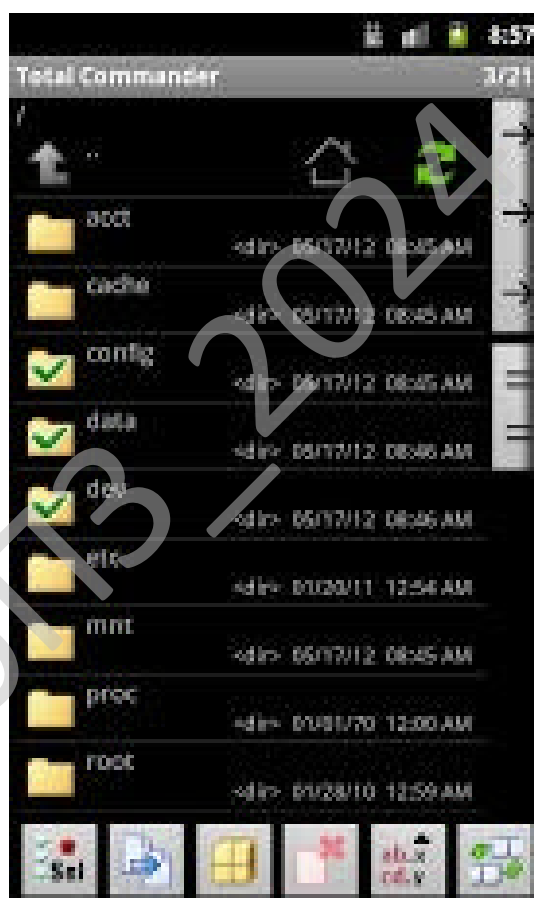 8:57
Total Commander 3/21
/
..
acct
<dir> 05/17/12 08:45 AM
cache
<dir> 05/17/12 08:45 AM
config
<dir> 05/17/12 08:45 AM
data
<dir> 05/17/12 08:46 AM
dev
<dir> 05/17/12 08:46 AM
etc
<dir> 01/20/11 12:54 AM
mnt
<dir> 05/17/12 08:45 AM
proc
<dir> 01/01/70 12:00 AM
root
<dir> 01/28/10 12:59 AM
Sel
ab.x
cd.y